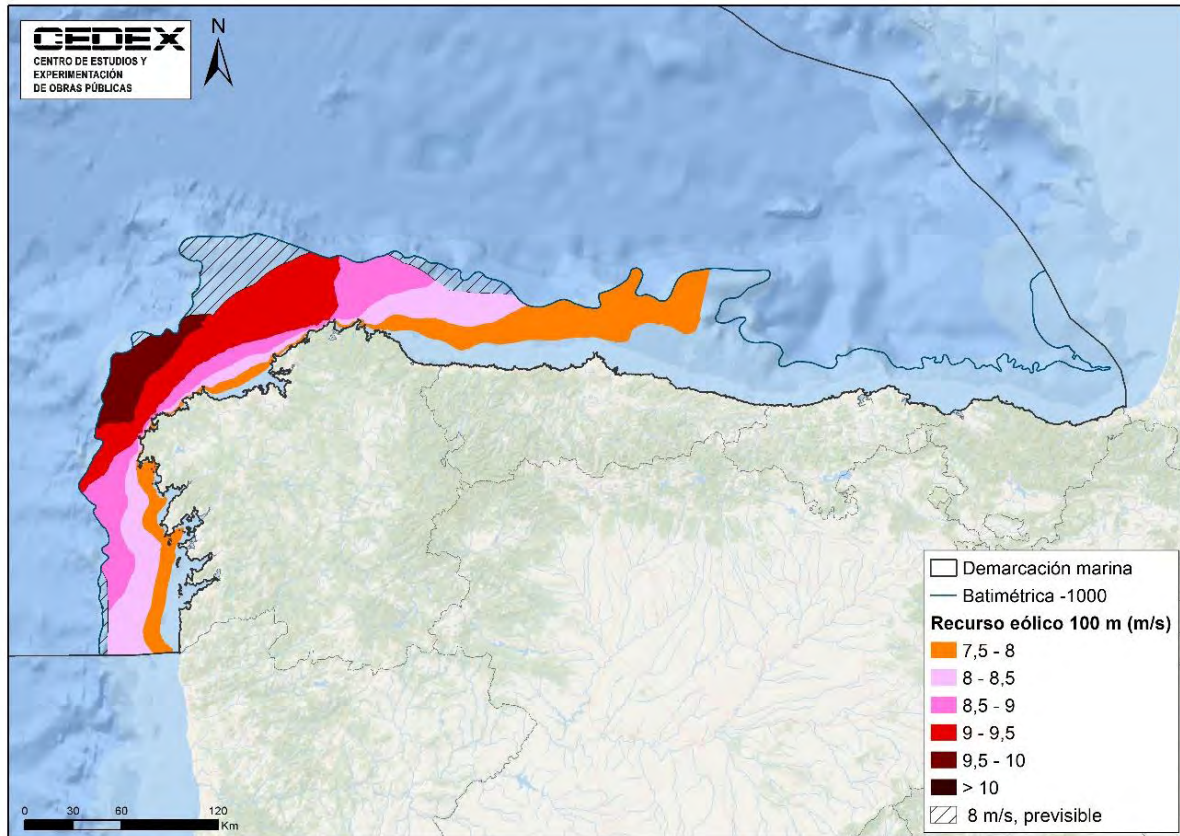 CEDEX
CENTRO DE ESTUDIOS Y
EXPERIMENTACIÓN
DE OBRAS PÚBLICAS
N
Demarcación marina
Batimétrica -1000
Recurso eólico 100 m (m/s)
7,5 - 8
8 - 8,5
8,5 - 9
9 - 9,5
9,5 - 10
> 10
8 m/s, previsible
0 30 60 120
Km